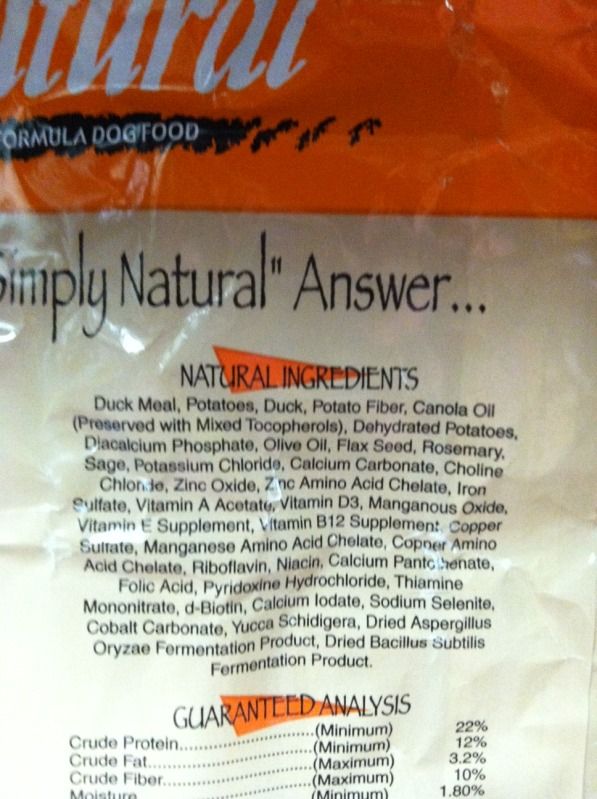 atural
FORMULA DOG FOOD
Simply Natural" Answer...
NATURAL INGREDIENTS
Duck Meal, Potatoes, Duck, Potato Fiber, Canola Oil
(Preserved with Mixed Tocopherols), Dehydrated Potatoes,
Diacalcium Phosphate, Olive Oil, Flax Seed, Rosemary,
Sage, Potassium Chloride, Calcium Carbonate, Choline
Chloride, Zinc Oxide, Zinc Amino Acid Chelate, Iron
Sulfate, Vitamin A Acetate, Vitamin D3, Manganous Oxide,
Vitamin E Supplement, Vitamin B12 Supplement, Copper
Sulfate, Manganese Amino Acid Chelate, Copper Amino
Acid Chelate, Riboflavin, Niacin, Calcium Pantothenate,
Folic Acid, Pyridoxine Hydrochloride, Thiamine
Mononitrate, d-Biotin, Calcium Iodate, Sodium Selenite,
Cobalt Carbonate, Yucca Schidigera, Dried Aspergillus
Oryzae Fermentation Product, Dried Bacillus Subtilis
Fermentation Product.
GUARANTEED ANALYSIS
Crude Protein..................(Minimum) 22%
Crude Fat..................(Minimum) 12%
Crude Fiber..................(Maximum) 3.2%
Moisture..................(Maximum) 10%
(Minimum) 1.80%